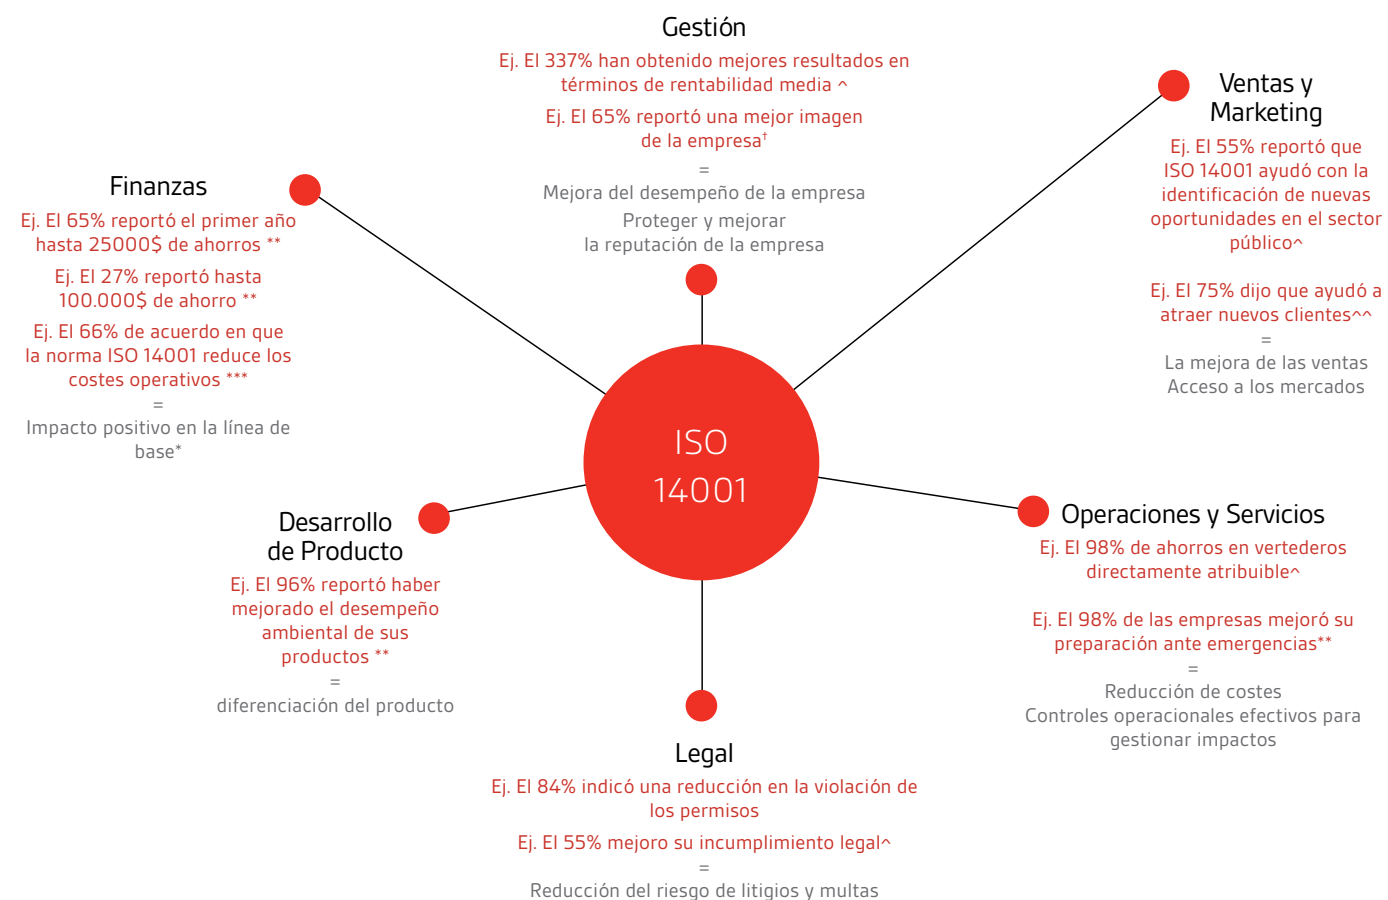 Gestión
Ej. El 337% han obtenido mejores resultados en
términos de rentabilidad media ^
Ej. El 65% reportó una mejor imagen
de la empresa†
=
Mejora del desempeño de la empresa
Proteger y mejorar
la reputación de la empresa
Ventas y
Marketing
Ej. El 55% reportó que
ISO 14001 ayudó con la
identificación de nuevas
oportunidades en el sector
público^
Ej. El 75% dijo que ayudó a
atraer nuevos clientes^^
=
La mejora de las ventas
Acceso a los mercados
Finanzas
Ej. El 65% reportó el primer año
hasta 25000$ de ahorros **
Ej. El 27% reportó hasta
100.000$ de ahorro **
Ej. El 66% de acuerdo en que
la norma ISO 14001 reduce los
costes operativos ***
=
Impacto positivo en la línea de
base*
ISO
14001
Desarrollo
de Producto
Ej. El 96% reportó haber
mejorado el desempeño
ambiental de sus
productos **
=
diferenciación del producto
Operaciones y Servicios
Ej. El 98% de ahorros en vertederos
directamente atribuible^
Ej. El 98% de las empresas mejoró su
preparación ante emergencias**
=
Reducción de costes
Controles operacionales efectivos para
gestionar impactos
Legal
Ej. El 84% indicó una reducción en la violación de
los permisos
Ej. El 55% mejoro su incumplimiento legal^
=
Reducción del riesgo de litigios y multas